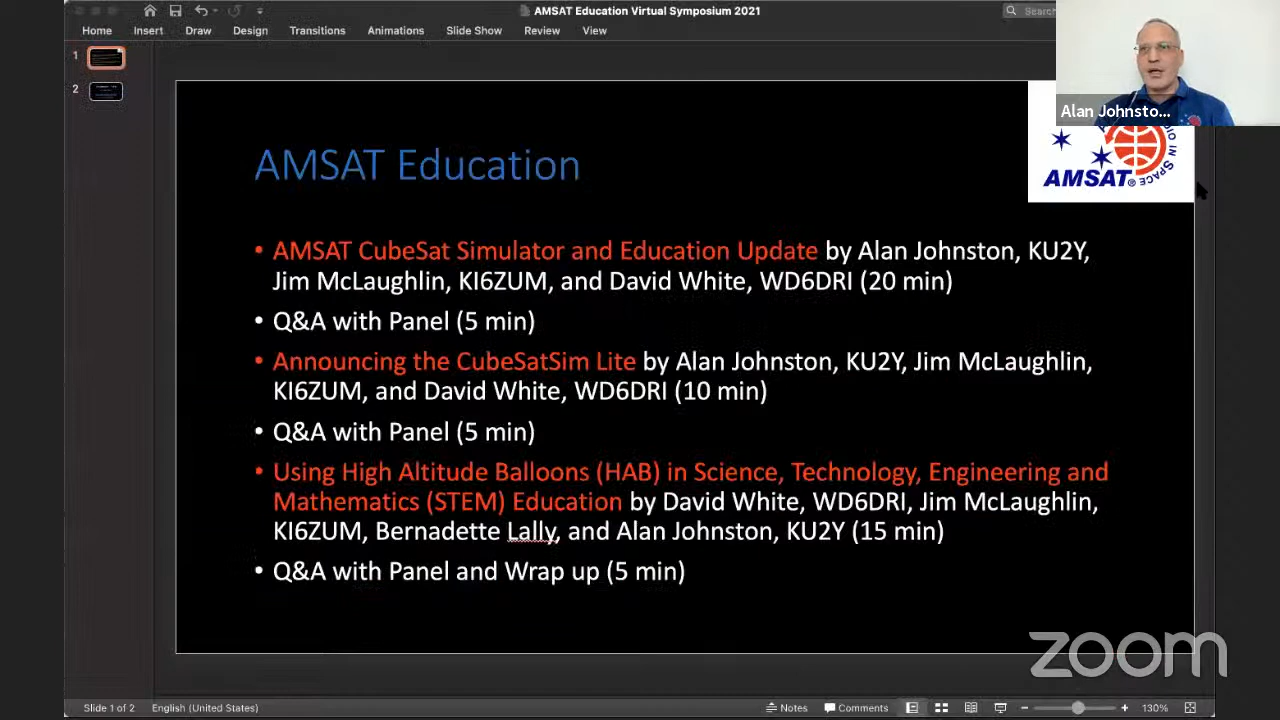 AMSAT Education Virtual Symposium 2021
Search
Home Insert Draw Design Transitions Animations Slide Show Review View
1
2
Alan Johnsto...
AMSAT®
IN SPACE
AMSAT Education
• AMSAT CubeSat Simulator and Education Update by Alan Johnston, KU2Y,
Jim McLaughlin, KI6ZUM, and David White, WD6DRI (20 min)
• Q&A with Panel (5 min)
• Announcing the CubeSatSim Lite by Alan Johnston, KU2Y, Jim McLaughlin,
KI6ZUM, and David White, WD6DRI (10 min)
• Q&A with Panel (5 min)
• Using High Altitude Balloons (HAB) in Science, Technology, Engineering and
Mathematics (STEM) Education by David White, WD6DRI, Jim McLaughlin,
KI6ZUM, Bernadette Lally, and Alan Johnston, KU2Y (15 min)
• Q&A with Panel and Wrap up (5 min)
zoom
Slide 1 of 2 English (United States) Notes Comments 130%